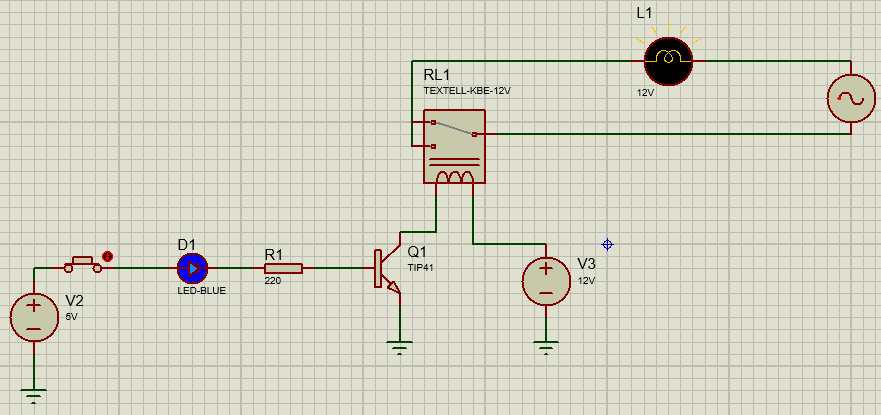 L1
12V
RL1
TEXTELL-KBE-12V
D1
LED-BLUE
R1
220
Q1
TIP41
V3
12V
V2
5V